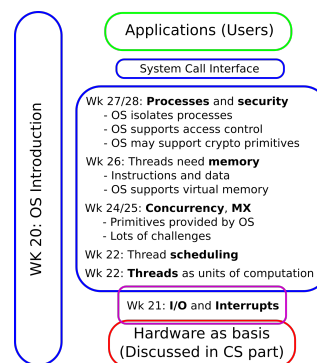 WK 20: OS Introduction
Applications (Users)
System Call Interface
Wk 27/28: Processes and security
- OS isolates processes
- OS supports access control
- OS may support crypto primitives
Wk 26: Threads need memory
- Instructions and data
- OS supports virtual memory
Wk 24/25: Concurrency, MX
- Primitives provided by OS
- Lots of challenges
Wk 22: Thread scheduling
Wk 22: Threads as units of computation
Wk 21: I/O and Interrupts
Hardware as basis
(Discussed in CS part)